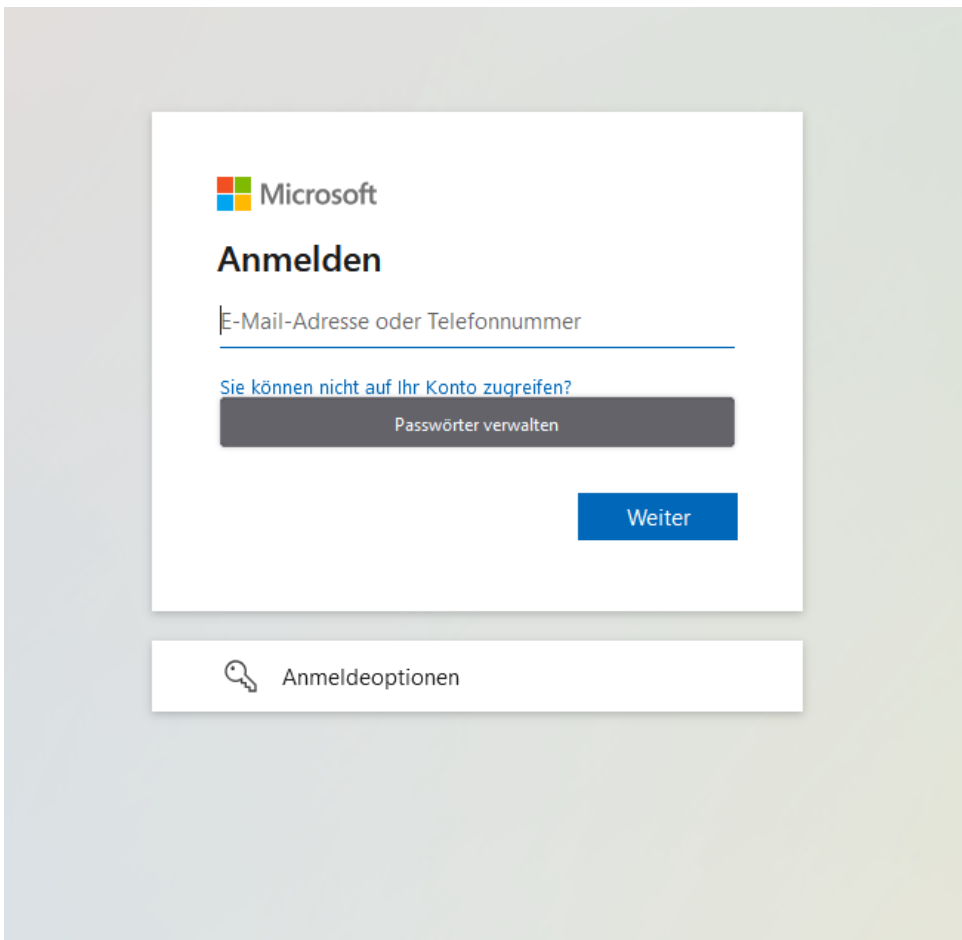 Microsoft
Anmelden
E-Mail-Adresse oder Telefonnummer
Sie können nicht auf Ihr Konto zugreifen?
Passwörter verwalten
Weiter
Anmeldeoptionen